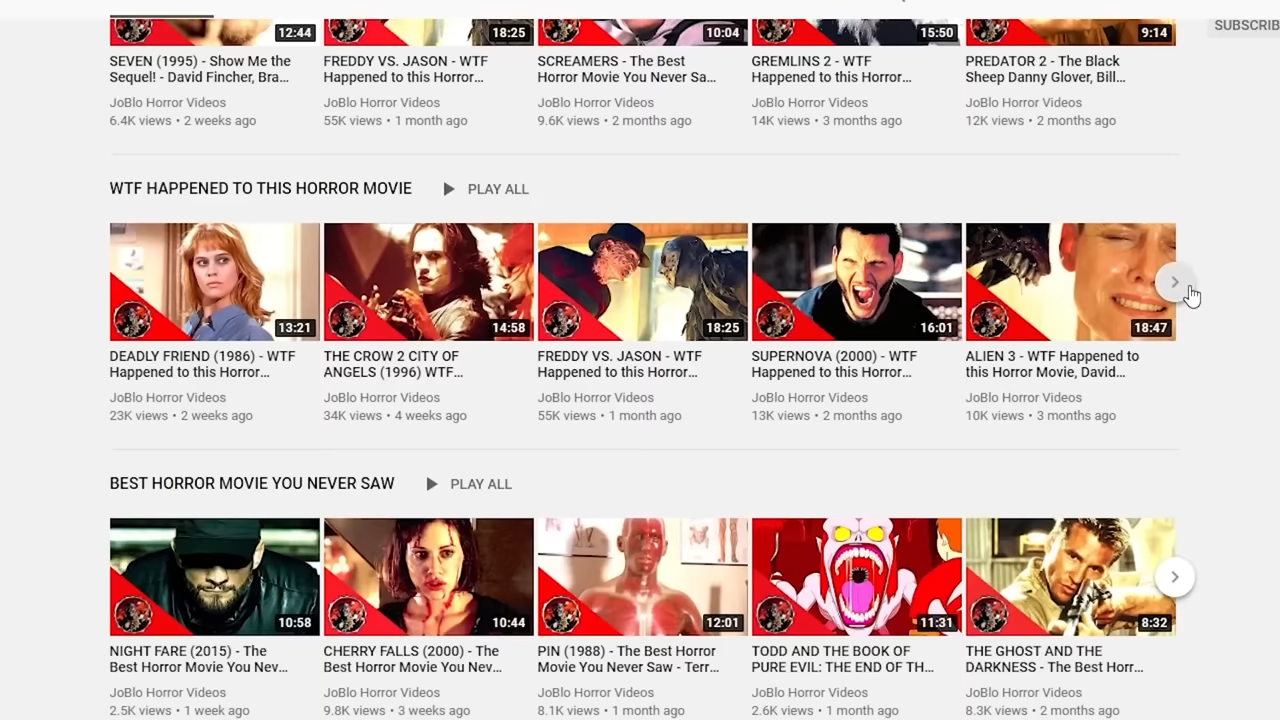 SUBSCRIB
12:44
18:25
10:04
15:50
9:14
SEVEN (1995) - Show Me the
Sequel! - David Fincher, Bra...
JoBlo Horror Videos
6.4K views • 2 weeks ago
FREDDY VS. JASON - WTF
Happened to this Horror...
JoBlo Horror Videos
55K views • 1 month ago
SCREAMERS - The Best
Horror Movie You Never Sa...
JoBlo Horror Videos
9.6K views • 2 months ago
GREMLINS 2 - WTF
Happened to this Horror...
JoBlo Horror Videos
14K views • 3 months ago
PREDATOR 2 - The Black
Sheep Danny Glover, Bill...
JoBlo Horror Videos
12K views • 2 months ago
WTF HAPPENED TO THIS HORROR MOVIE
PLAY ALL
13:21
14:58
18:25
16:01
18:47
DEADLY FRIEND (1986) - WTF
Happened to this Horror...
JoBlo Horror Videos
23K views • 2 weeks ago
THE CROW 2 CITY OF
ANGELS (1996) WTF...
JoBlo Horror Videos
34K views • 4 weeks ago
FREDDY VS. JASON - WTF
Happened to this Horror...
JoBlo Horror Videos
55K views • 1 month ago
SUPERNOVA (2000) - WTF
Happened to this Horror...
JoBlo Horror Videos
13K views • 2 months ago
ALIEN 3 - WTF Happened to
this Horror Movie, David...
JoBlo Horror Videos
10K views • 3 months ago
BEST HORROR MOVIE YOU NEVER SAW
PLAY ALL
10:58
10:44
12:01
11:31
8:32
NIGHT FARE (2015) - The
Best Horror Movie You Nev...
JoBlo Horror Videos
2.5K views • 1 week ago
CHERRY FALLS (2000) - The
Best Horror Movie You Nev...
JoBlo Horror Videos
9.8K views • 3 weeks ago
PIN (1988) - The Best Horror
Movie You Never Saw - Terr...
JoBlo Horror Videos
8.1K views • 1 month ago
TODD AND THE BOOK OF
PURE EVIL: THE END OF TH...
JoBlo Horror Videos
2.6K views • 1 month ago
THE GHOST AND THE
DARKNESS - The Best Horr...
JoBlo Horror Videos
8.3K views • 2 months ago